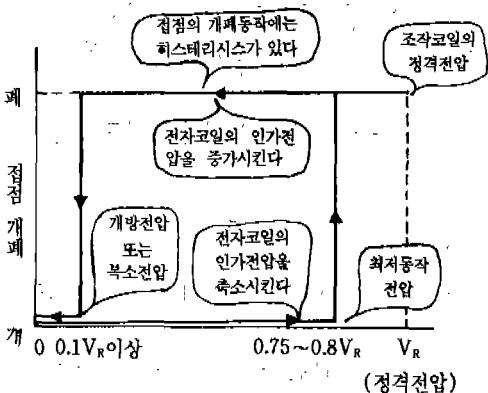 접점의 개폐동작에는
히스테리시스가 있다
조작코일의
정격전압
폐
전자코일의 인가전
압을 증가시킨다
접점 개폐
개방전압
또는
복소전압
전자코일의
인가전압을
축소시킨다
최저동작
전압
개
0 0.1VR이상 0.75~0.8VR VR
(정격전압)